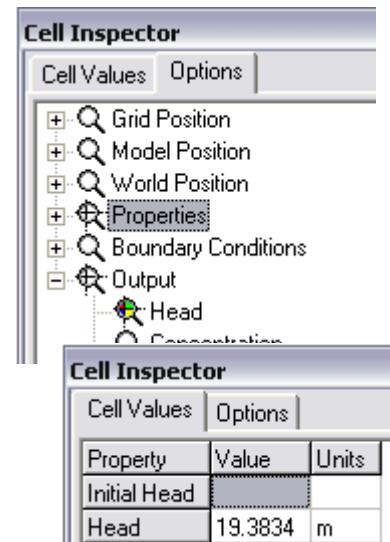 Cell Inspector
Cell Values Options
Grid Position
Model Position
World Position
Properties
Boundary Conditions
Output
Head
Concentration
Cell Inspector
Cell Values Options
Property Value Units
Initial Head
Head 19.3834 m